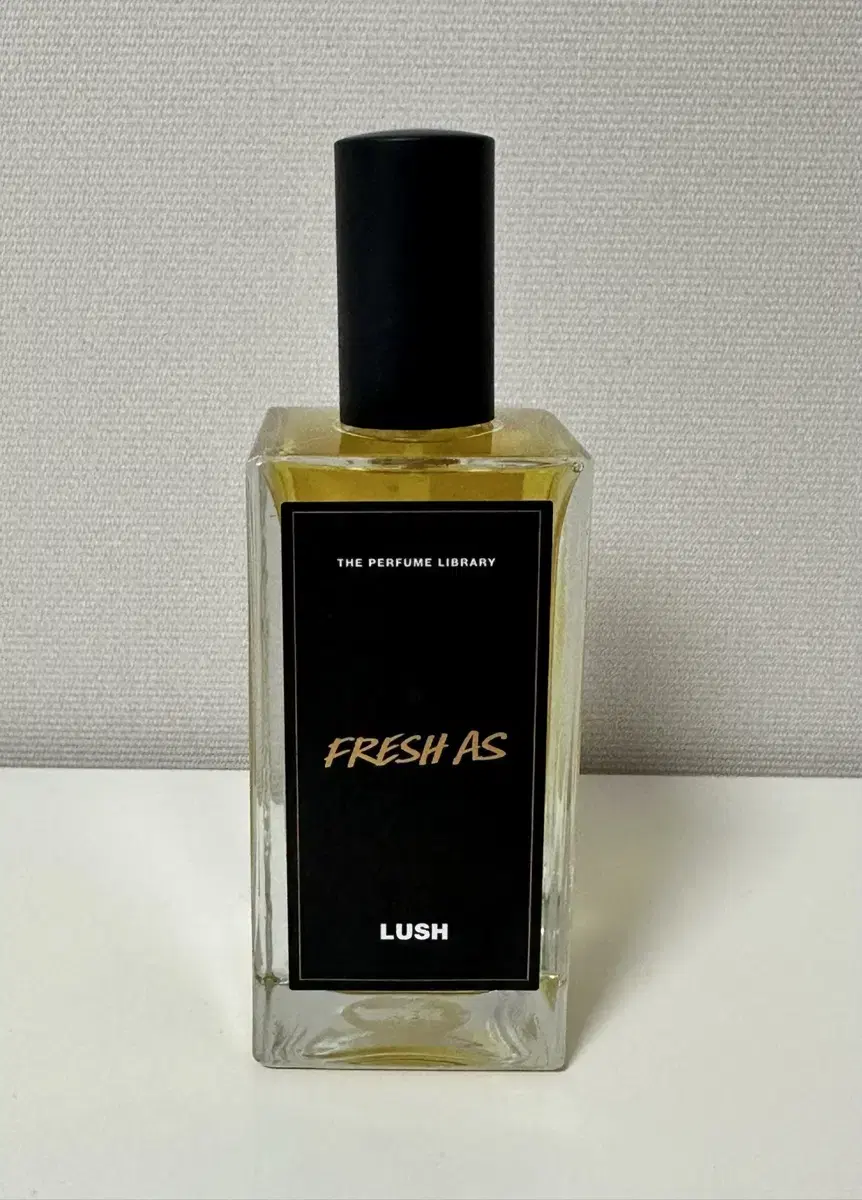 THE PERFUME LIBRARY
FRESH AS
LUSH